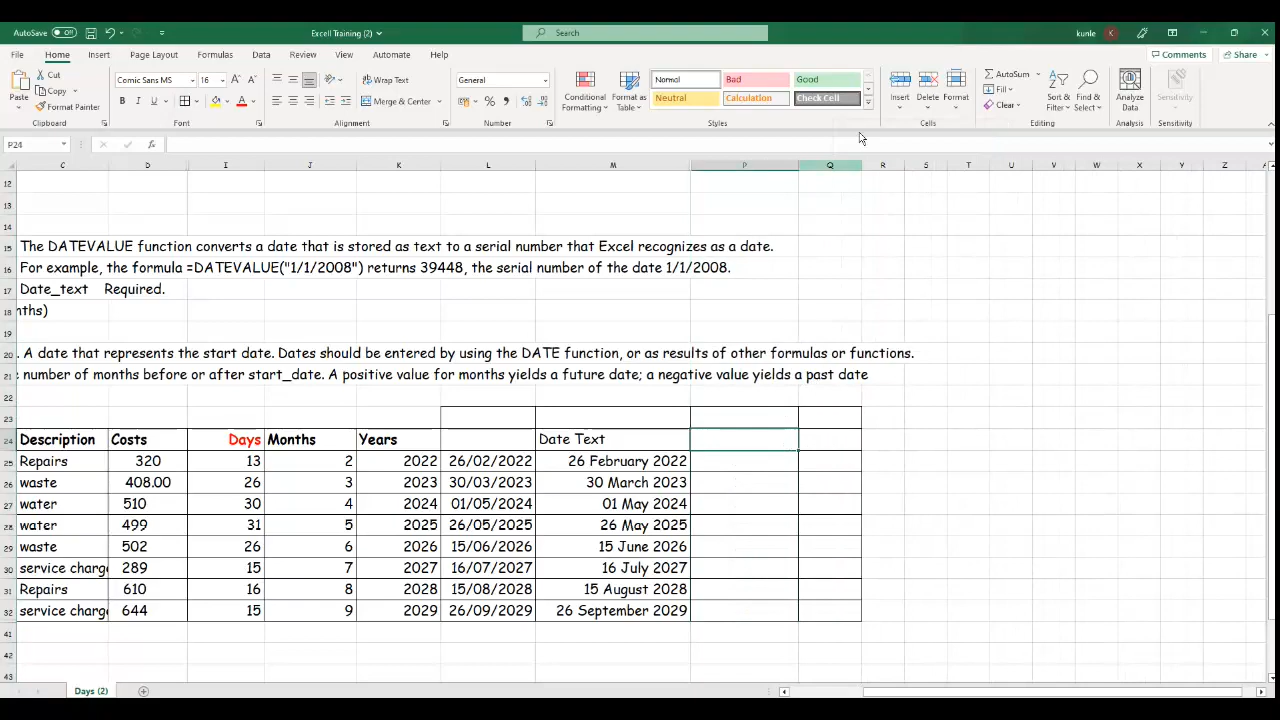 AutoSave Off Excell Training (2) Search kunle K
File Home Insert Page Layout Formulas Data Review View Automate Help Comments Share
Paste Cut Copy Format Painter Clipboard
Comic Sans MS 16 A A B I U A Font
Wrap Text Merge & Center Alignment
General % Number
Conditional Formatting Format as Table Normal Bad Good Neutral Calculation Check Cell Styles
Insert Delete Format Cells
AutoSum Fill Clear Sort & Filter Find & Select Editing
Analyze Data Analysis Sensitivity Sensitivity
P24 fx
C D I J K L M P Q R S T U V W X Y Z
12
13
14
15 The DATEVALUE function converts a date that is stored as text to a serial number that Excel recognizes as a date.
16 For example, the formula =DATEVALUE("1/1/2008") returns 39448, the serial number of the date 1/1/2008.
17 Date_text Required.
18 nths)
19
20 . A date that represents the start date. Dates should be entered by using the DATE function, or as results of other formulas or functions.
21 number of months before or after start_date. A positive value for months yields a future date; a negative value yields a past date
22
23
24 Description Costs Days Months Years Date Text
25 Repairs 320 13 2 2022 26/02/2022 26 February 2022
26 waste 408.00 26 3 2023 30/03/2023 30 March 2023
27 water 510 30 4 2024 01/05/2024 01 May 2024
28 water 499 31 5 2025 26/05/2025 26 May 2025
29 waste 502 26 6 2026 15/06/2026 15 June 2026
30 service charg 289 15 7 2027 16/07/2027 16 July 2027
31 Repairs 610 16 8 2028 15/08/2028 15 August 2028
32 service charg 644 15 9 2029 26/09/2029 26 September 2029
41
42
43
Days (2)